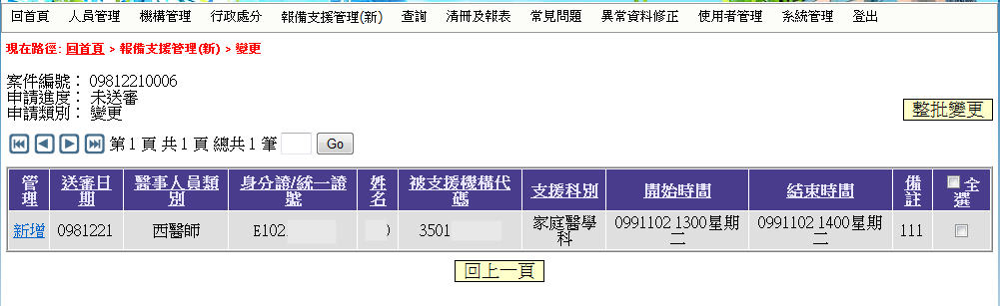 回首頁 人員管理 機構管理 行政處分 報備支援管理(新) 查詢 清冊及報表 常見問題 異常資料修正 使用者管理 系統管理 登出
現在路徑: 回首頁 > 報備支援管理(新) > 變更
案件編號： 09812210006
申請進度： 未送審
申請類別： 變更
整批變更
第 1 頁 共 1 頁 總共 1 筆 Go
管理 送審日期 醫事人員類別 身分證/統一證號 姓名 被支援機構代碼 支援科別 開始時間 結束時間 備註 全選
新增 0981221 西醫師 E102 ) 3501 家庭醫學科 0991102 1300星期二 0991102 1400星期二 111
回上一頁